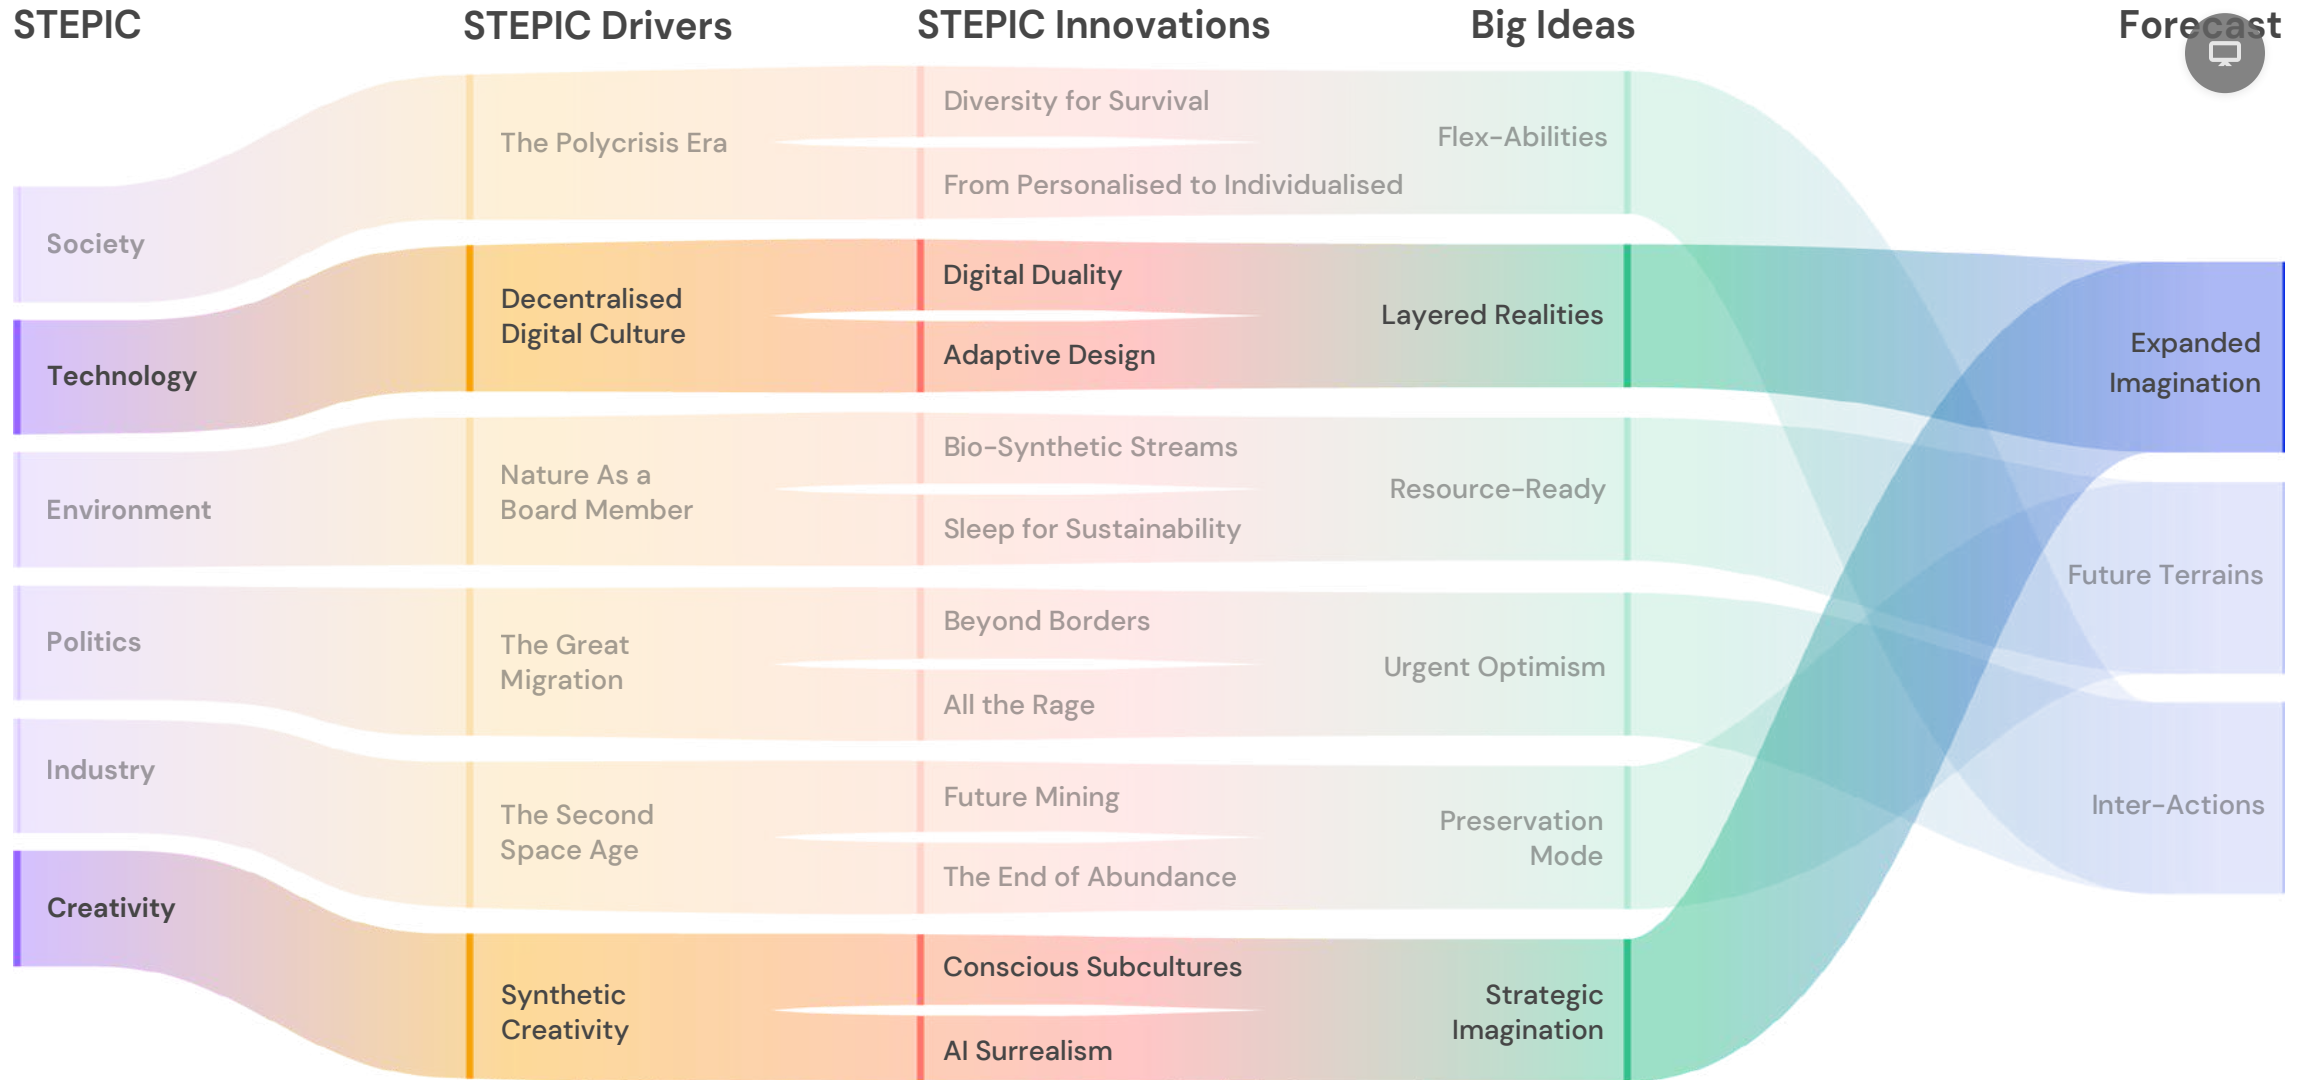 STEPIC
STEPIC Drivers
STEPIC Innovations
Big Ideas
Forecast
Society
The Polycrisis Era
Diversity for Survival
From Personalised to Individualised
Flex-Abilities
Technology
Decentralised
Digital Culture
Digital Duality
Adaptive Design
Layered Realities
Expanded
Imagination
Environment
Nature As a
Board Member
Bio-Synthetic Streams
Sleep for Sustainability
Resource-Ready
Future Terrains
Politics
The Great
Migration
Beyond Borders
All the Rage
Urgent Optimism
Inter-Actions
Industry
The Second
Space Age
Future Mining
The End of Abundance
Preservation
Mode
Creativity
Synthetic
Creativity
Conscious Subcultures
AI Surrealism
Strategic
Imagination